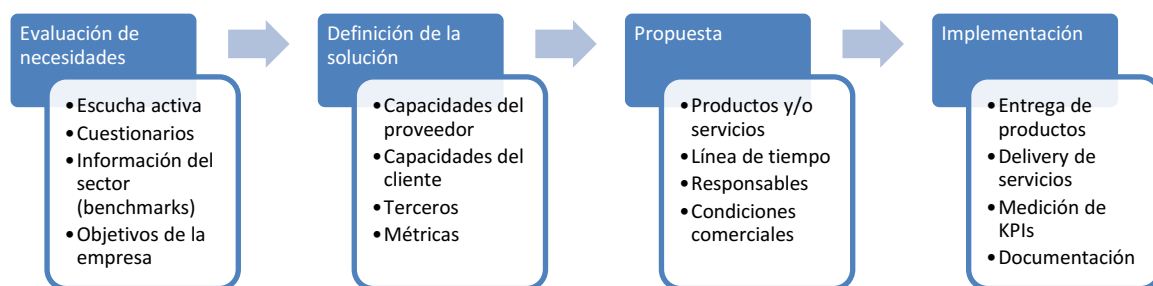 Evaluación de
necesidades
•Escucha activa
•Cuestionarios
•Información del
sector
(benchmarks)
•Objetivos de la
empresa
Definición de la
solución
•Capacidades del
proveedor
•Capacidades del
cliente
•Terceros
•Métricas
Propuesta
•Productos y/o
servicios
•Línea de tiempo
•Responsables
•Condiciones
comerciales
Implementación
•Entrega de
productos
•Delivery de
servicios
•Medición de
KPIs
•Documentación